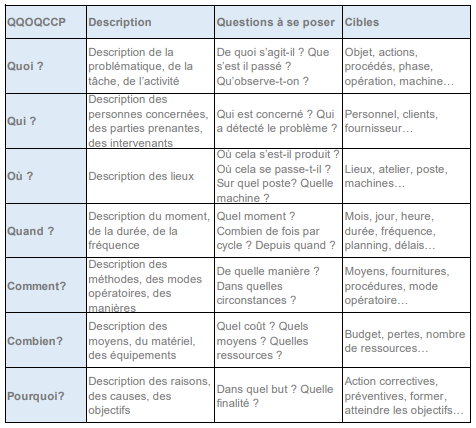 QQOQCCP Description Questions à se poser Cibles
Quoi ?
Description de la
problématique, de la
tâche, de l'activité
De quoi s'agit-il ? Que
s'est il passé ?
Qu'observe-t-on ?
Objet, actions,
procédés, phase,
opération, machine…
Qui ?
Description des
personnes concernées,
des parties prenantes,
des intervenants
Qui est concerné ? Qui
a détecté le problème ?
Personnel, clients,
fournisseur…
Où ?
Description des lieux
Où cela s'est-il produit ?
Où cela se passe-t-il ?
Sur quel poste? Quelle
machine ?
Lieux, atelier, poste,
machines…
Quand ?
Description du moment,
de la durée, de la
fréquence
Quel moment ?
Combien de fois par
cycle ? Depuis quand ?
Mois, jour, heure,
durée, fréquence,
planning, délais…
Comment?
Description des
méthodes, des modes
opératoires, des
manières
De quelle manière ?
Dans quelles
circonstances ?
Moyens, fournitures,
procédures, mode
opératoire…
Combien?
Description des
moyens, du matériel,
des équipements
Quel coût ? Quels
moyens ? Quelles
ressources ?
Budget, pertes, nombre
de ressources…
Pourquoi?
Description des raisons,
des causes, des
objectifs
Dans quel but ? Quelle
finalité ?
Action correctives,
préventives, former,
atteindre les objectifs…